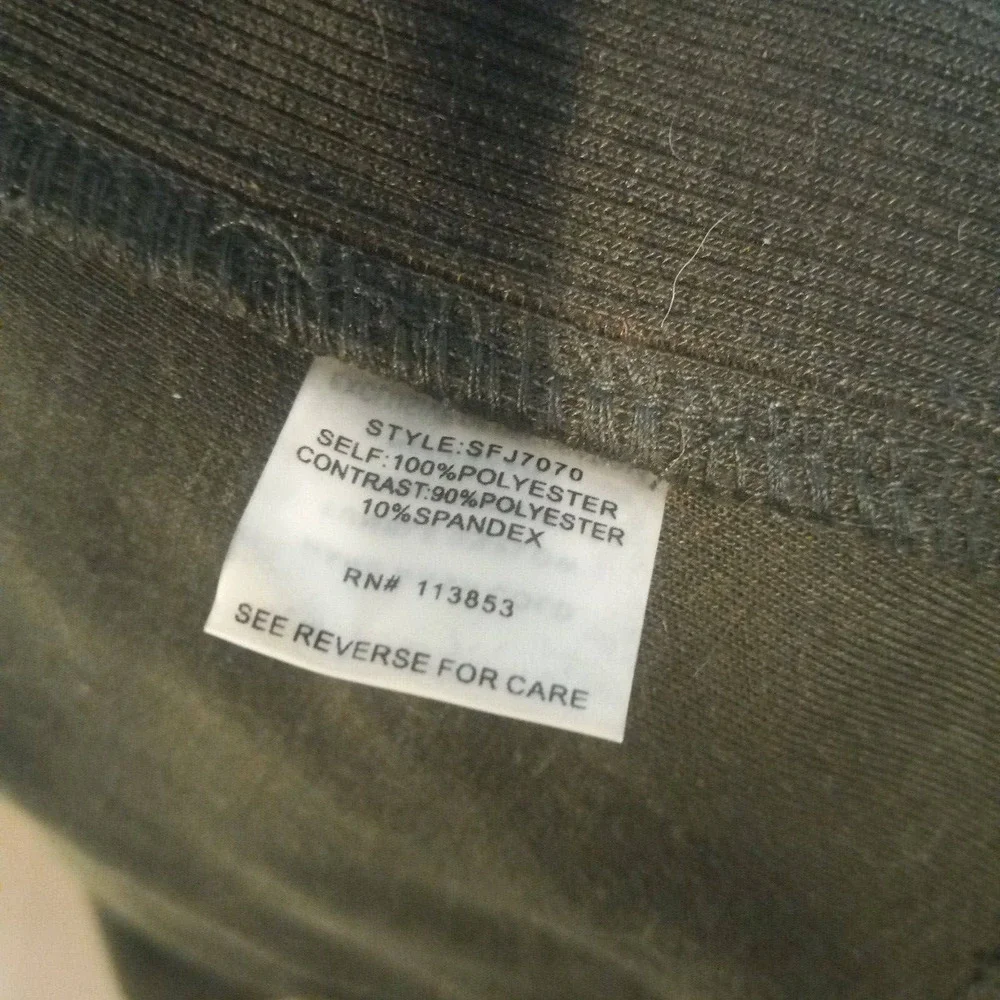 STYLE:SFJ7070
SELF:100%POLYESTER
CONTRAST:90%POLYESTER
10%SPANDEX
RN# 113853
SEE REVERSE FOR CARE